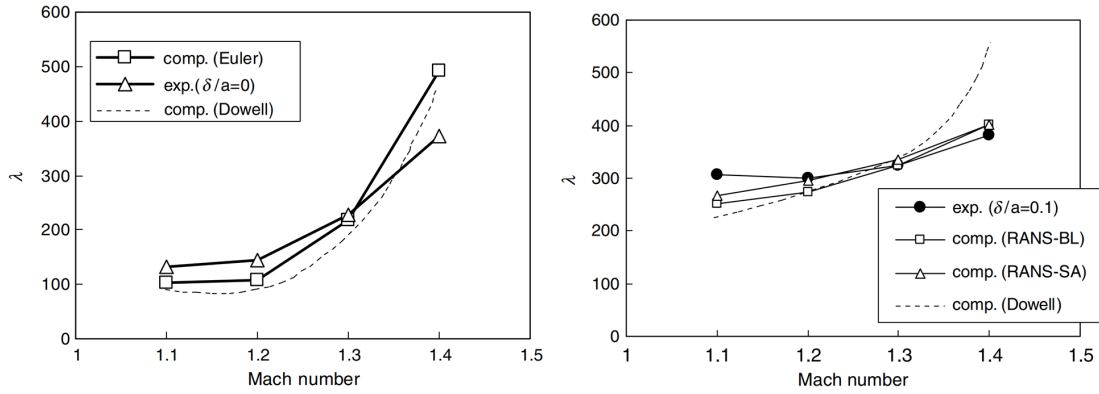 600
500
400
300
200
100
0
λ
comp. (Euler)
exp.(δ/a=0)
comp. (Dowell)
1
1.1
1.2
1.3
1.4
1.5
Mach number
600
500
400
300
200
100
0
λ
exp. (δ/a=0.1)
comp. (RANS-BL)
comp. (RANS-SA)
comp. (Dowell)
1
1.1
1.2
1.3
1.4
1.5
Mach number